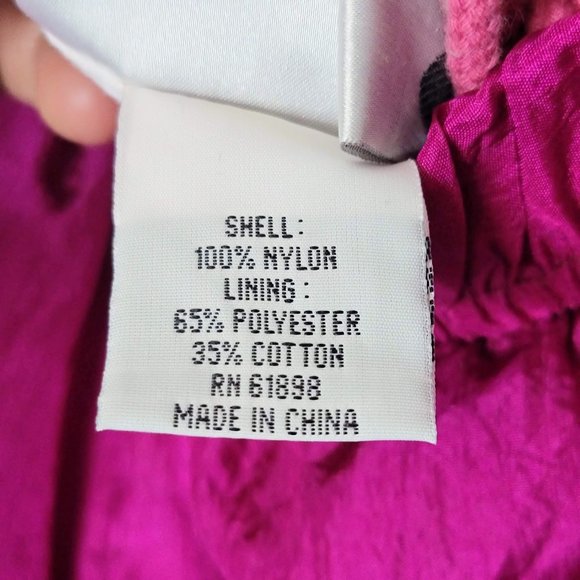 SHELL:
100% NYLON
LINING:
65% POLYESTER
35% COTTON
RN 61898
MADE IN CHINA